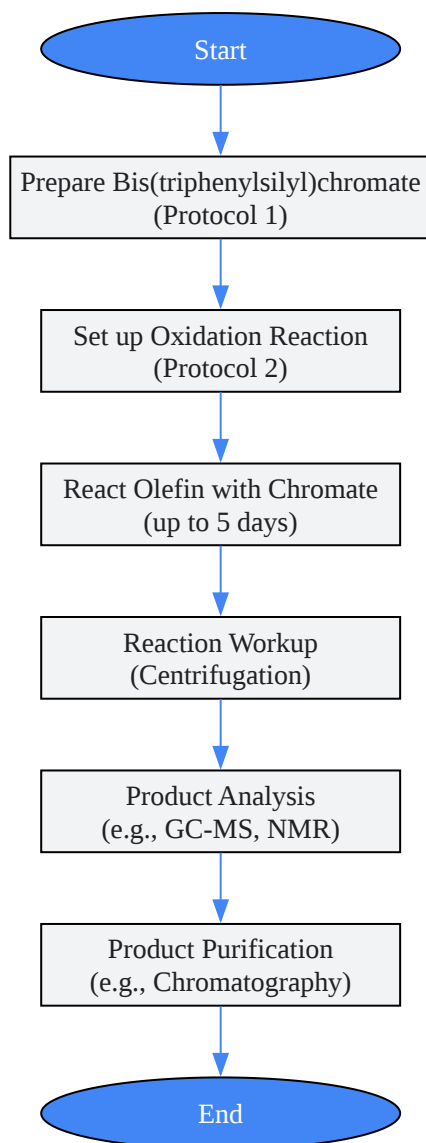 Start
Prepare Bis(triphenylsilyl)chromate
(Protocol 1)
Set up Oxidation Reaction
(Protocol 2)
React Olefin with Chromate
(up to 5 days)
Reaction Workup
(Centrifugation)
Product Analysis
(e.g., GC-MS, NMR)
Product Purification
(e.g., Chromatography)
End